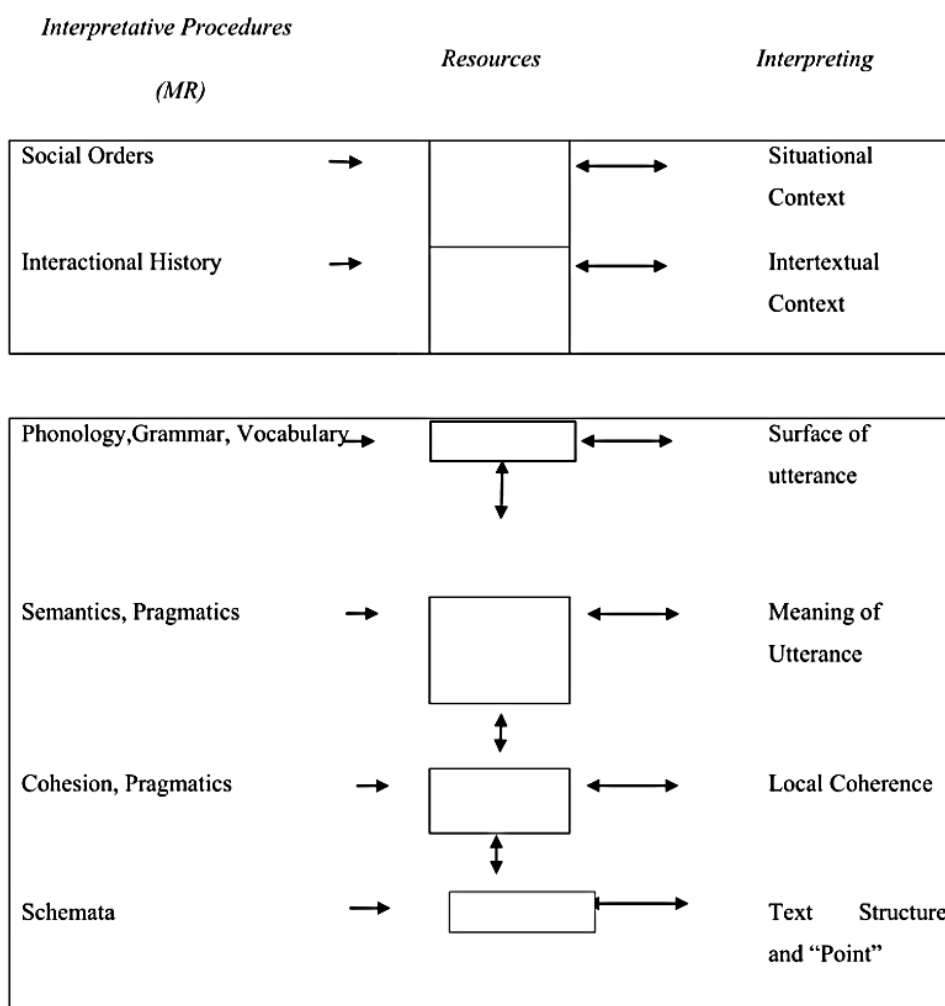 Interpretative Procedures
(MR)
Resources
Interpreting
Social Orders
Situational
Context
Interactional History
Intertextual
Context
Phonology,Grammar, Vocabulary
Surface of
utterance
Semantics, Pragmatics
Meaning of
Utterance
Cohesion, Pragmatics
Local Coherence
Schemata
Text Structure
and “Point”